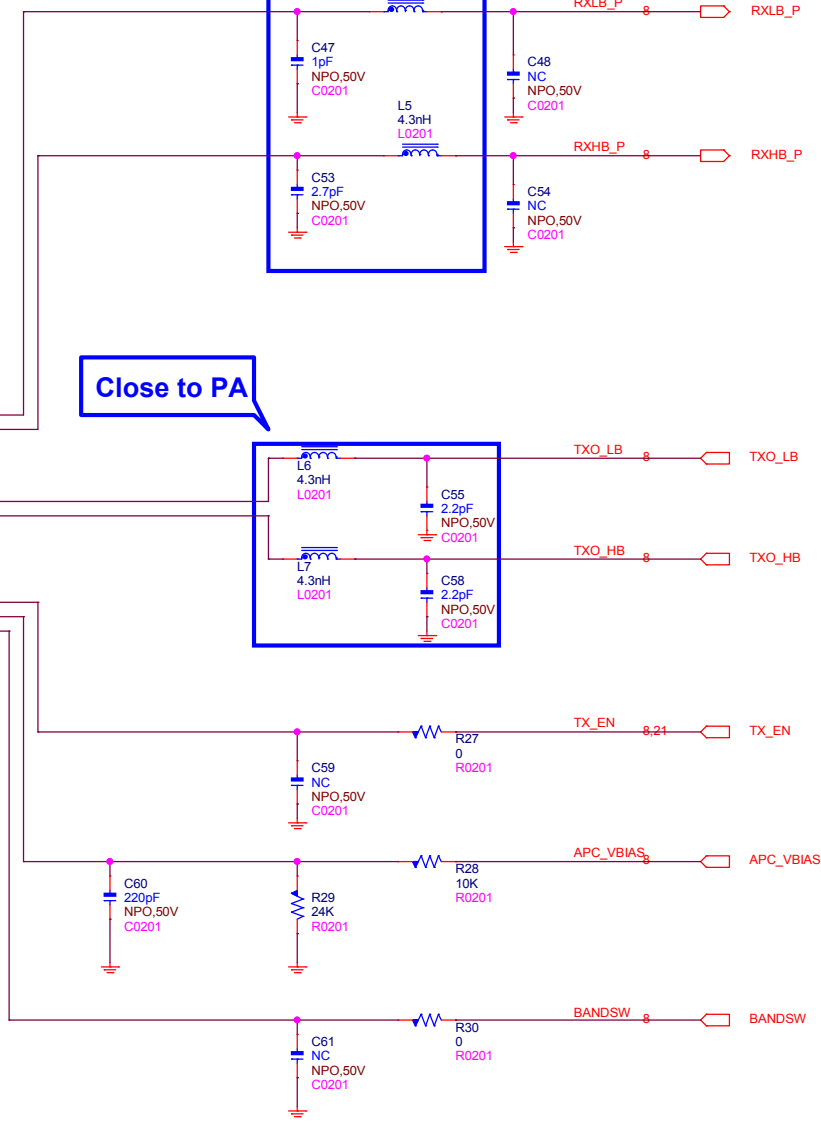 RXLB_P
8
RXLB_P
C47
1pF
NPO,50V
C0201
C48
NC
NPO,50V
C0201
L5
4.3nH
L0201
RXHB_P
8
RXHB_P
C53
2.7pF
NPO,50V
C0201
C54
NC
NPO,50V
C0201
Close to PA
L6
4.3nH
L0201
TXO_LB
8
TXO_LB
C55
2.2pF
NPO,50V
C0201
L7
4.3nH
L0201
TXO_HB
8
TXO_HB
C58
2.2pF
NPO,50V
C0201
TX_EN
8,21
TX_EN
R27
0
R0201
C59
NC
NPO,50V
C0201
APC_VBIAS
8
APC_VBIAS
R28
10K
R0201
C60
220pF
NPO,50V
C0201
R29
24K
R0201
BANDSW
8
BANDSW
R30
0
R0201
C61
NC
NPO,50V
C0201